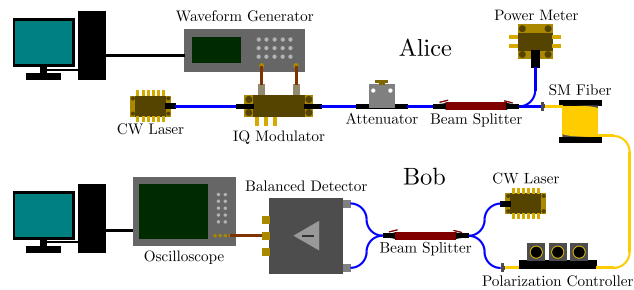 Waveform Generator
Alice
Power Meter
SM Fiber
CW Laser
IQ Modulator
Attenuator
Beam Splitter
Bob
Balanced Detector
CW Laser
Oscilloscope
Beam Splitter
Polarization Controller